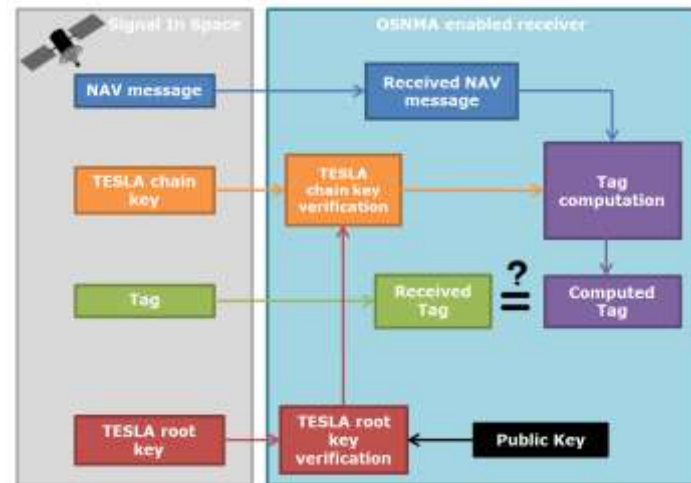 Signal In Space
OSNMA enabled receiver
NAV message
Received NAV
message
TESLA chain
key
TESLA
chain key
verification
Tag
computation
Tag
Received
Tag
?
=
Computed
Tag
TESLA root
key
TESLA root
key
verification
Public Key